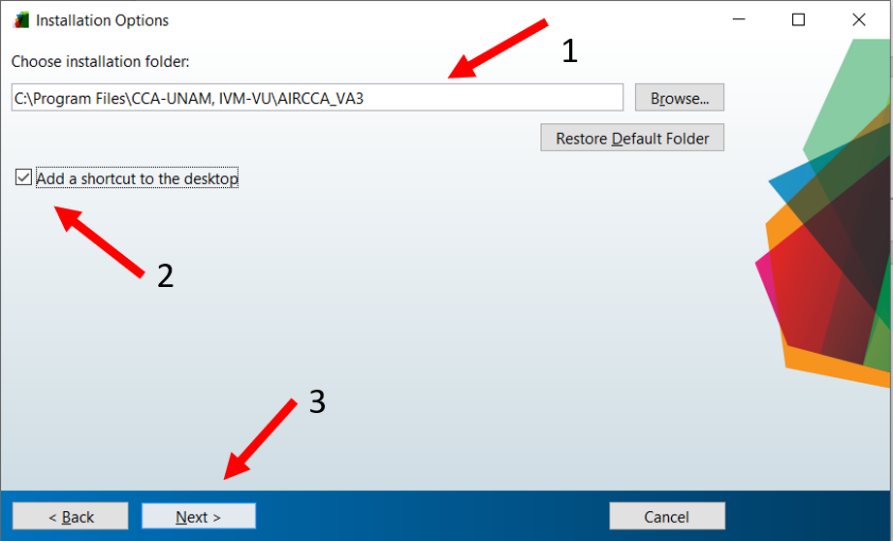 Installation Options
1
Choose installation folder:
C:\Program Files\CCA-UNAM, IVM-VU\AIRCCA_VA3
Browse...
Restore Default Folder
Add a shortcut to the desktop
2
3
< Back
Next >
Cancel